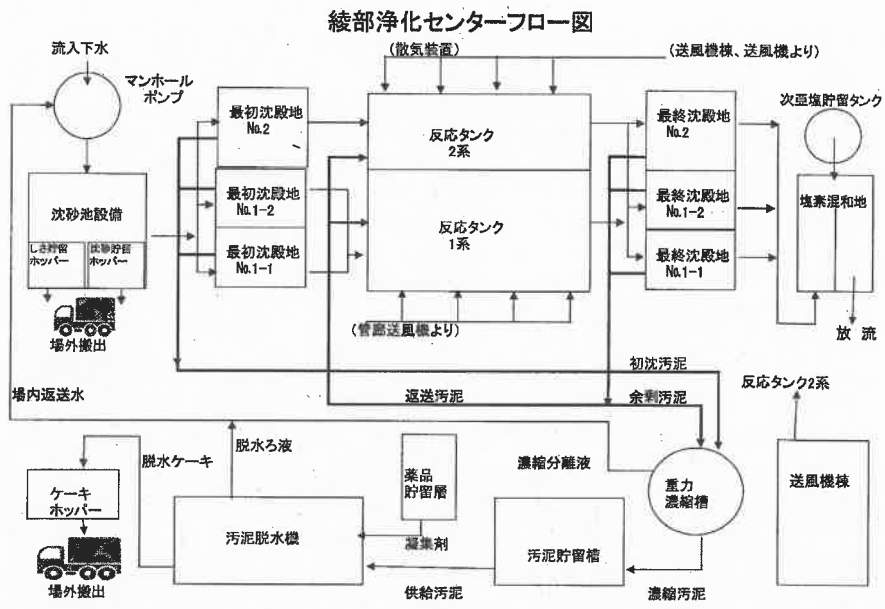 綾部浄化センターフロー図
流入下水
マンホール
ポンプ
(散気装置)
(送風機棟、送風機より)
次亜塩貯留タンク
最初沈殿地
No.2
最初沈殿地
No.1-2
最初沈殿地
No.1-1
反応タンク
2系
反応タンク
1系
最終沈殿地
No.2
最終沈殿地
No.1-2
最終沈殿地
No.1-1
塩素混和地
沈砂池設備
しさ貯留
ホッパー
沈砂貯留
ホッパー
場外搬出
(管廊送風機より)
放 流
場内返送水
初沈汚泥
返送汚泥
余剰汚泥
反応タンク2系
脱水ケーキ
脱水ろ液
濃縮分離液
薬品
貯留層
重力
濃縮槽
送風機棟
ケーキ
ホッパー
汚泥脱水機
凝集剤
汚泥貯留槽
場外搬出
供給汚泥
濃縮汚泥